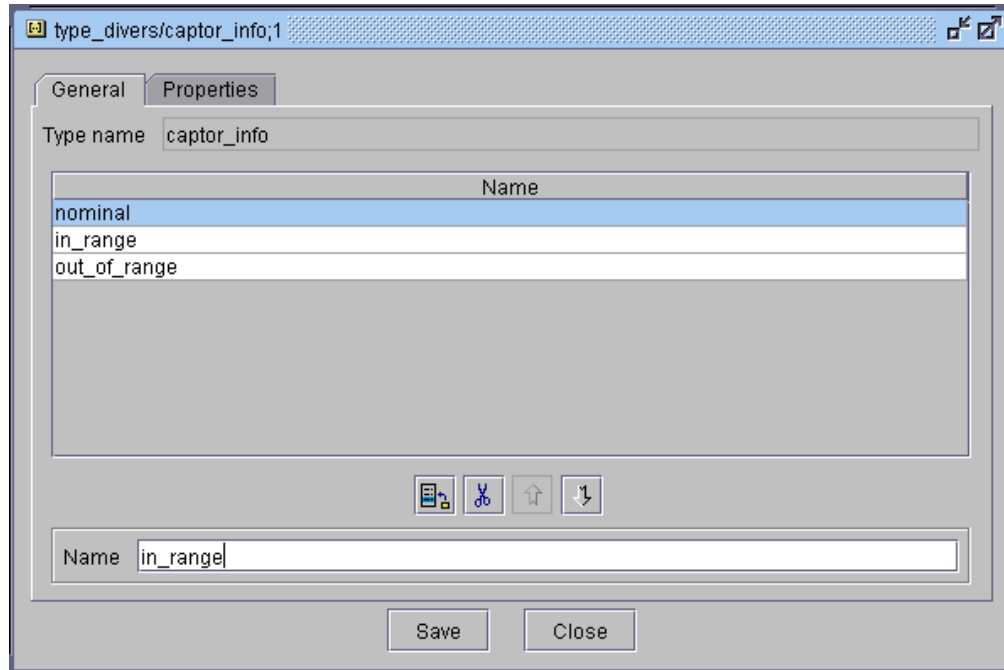 type_divers/captor_info;1
General Properties
Type name captor_info
Name
nominal
in_range
out_of_range
Name in_range
Save Close